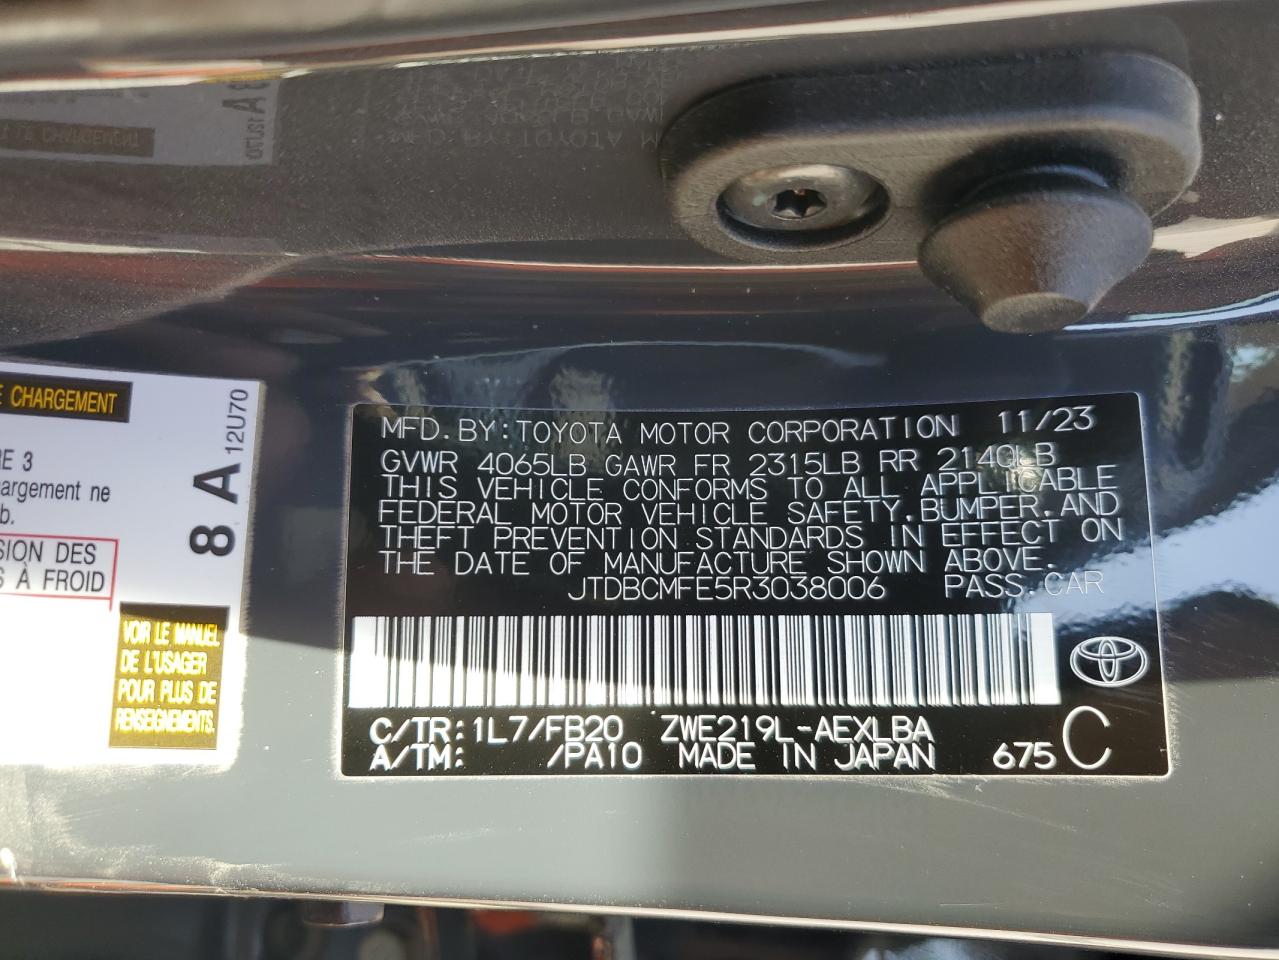 E CHARGEMENT
12U70
8 A
RE 3
chargement ne
b.
SION DES
S À FROID
VOIR LE MANUEL
DE L'USAGER
POUR PLUS DE
RENSEIGNEMENTS.
MFD. BY: TOYOTA MOTOR CORPORATION 11/23
GVWR 4065LB GAWR FR 2315LB RR 2140LB
THIS VEHICLE CONFORMS TO ALL APPLICABLE
FEDERAL MOTOR VEHICLE SAFETY, BUMPER, AND
THEFT PREVENTION STANDARDS IN EFFECT ON
THE DATE OF MANUFACTURE SHOWN ABOVE.
JTDBCMFE5R3038006 PASS. CAR
C/TR: 1L7/FB20 ZWE219L-AEXLBA C
A/TM: /PA10 MADE IN JAPAN 675